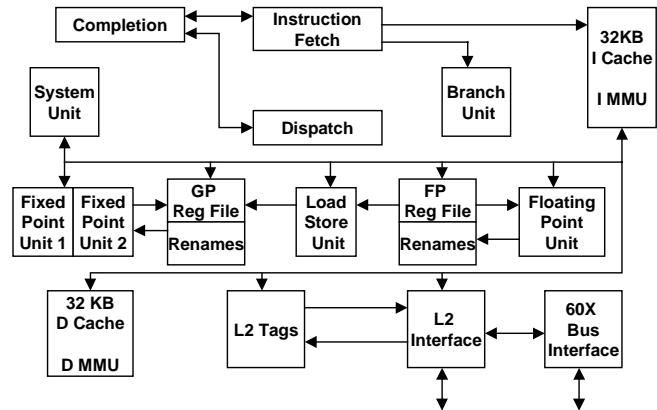 Completion
Instruction
Fetch
32KB
I Cache
I MMU
System
Unit
Branch
Unit
Dispatch
Fixed
Point
Unit 1
Fixed
Point
Unit 2
GP
Reg File
Renames
Load
Store
Unit
FP
Reg File
Renames
Floating
Point
Unit
32 KB
D Cache
D MMU
L2 Tags
L2
Interface
60X
Bus
Interface